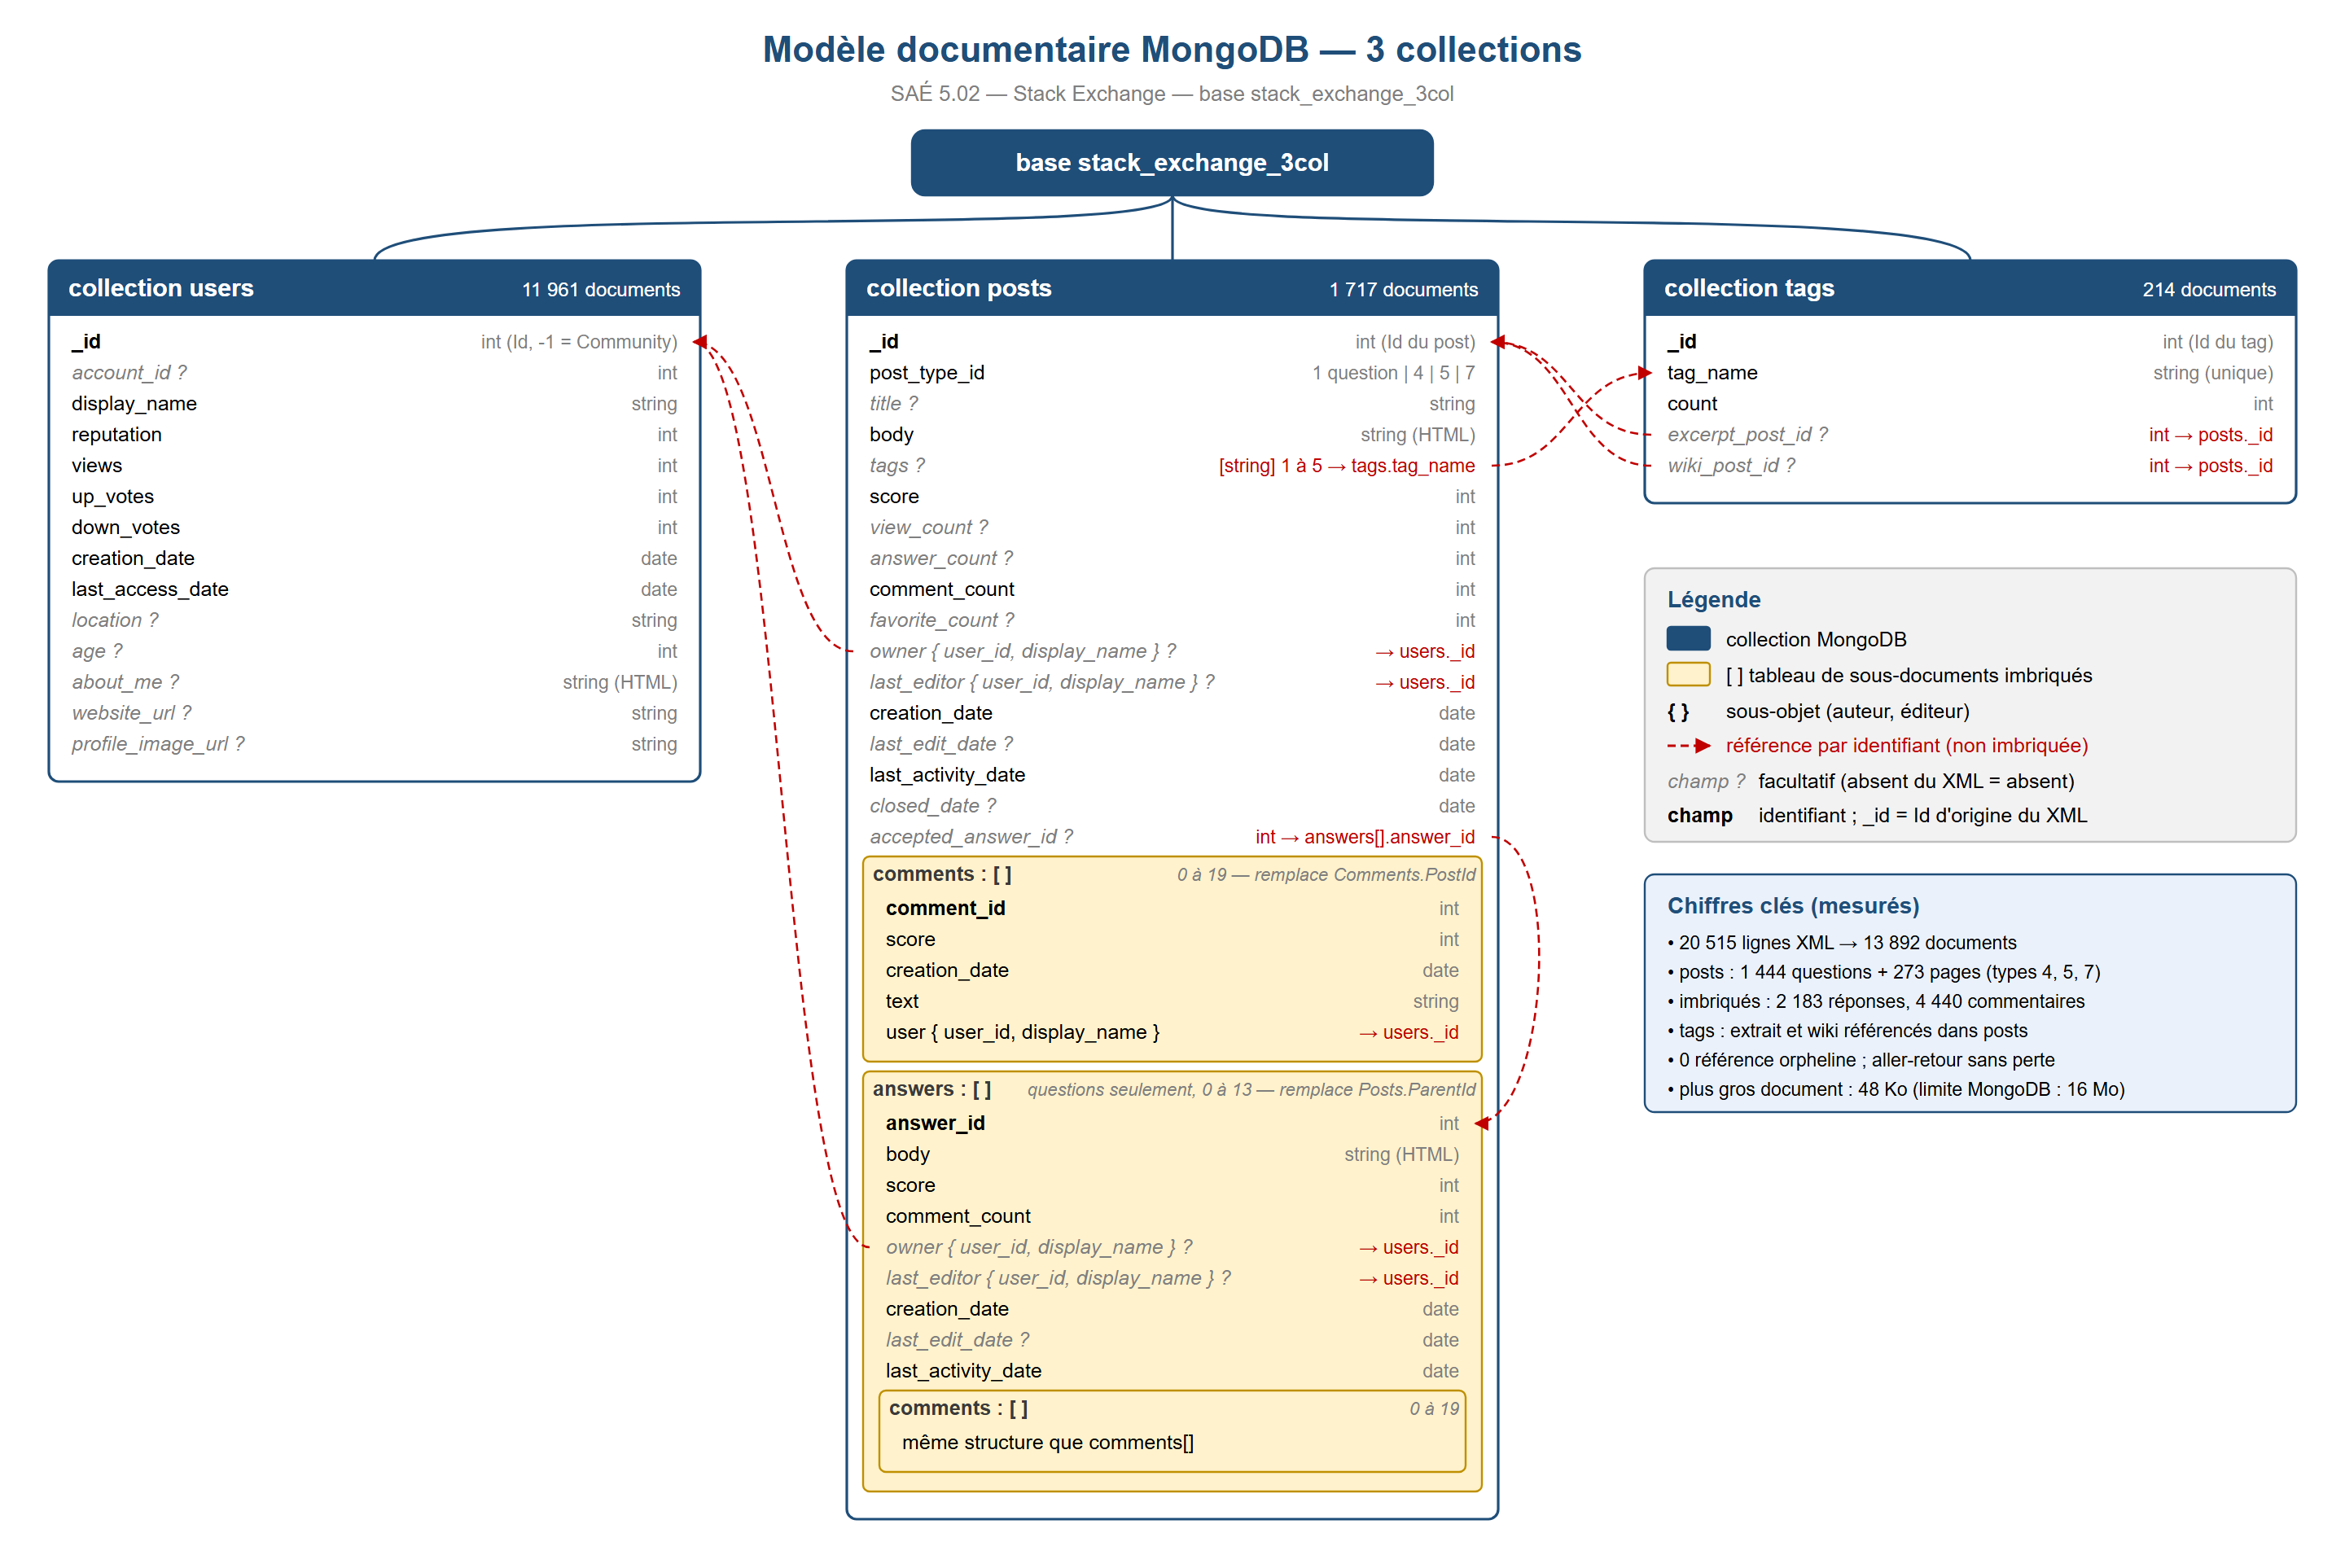 Modèle documentaire MongoDB — 3 collections
SAÉ 5.02 — Stack Exchange — base stack_exchange_3col
base stack_exchange_3col
collection users 11 961 documents
_id int (Id, -1 = Community)
account_id ? int
display_name string
reputation int
views int
up_votes int
down_votes int
creation_date date
last_access_date date
location ? string
age ? int
about_me ? string (HTML)
website_url ? string
profile_image_url ? string
collection posts 1 717 documents
_id int (Id du post)
post_type_id 1 question | 4 | 5 | 7
title ? string
body string (HTML)
tags ? [string] 1 à 5 → tags.tag_name
score int
view_count ? int
answer_count ? int
comment_count int
favorite_count ? int
owner { user_id, display_name } ? → users._id
last_editor { user_id, display_name } ? → users._id
creation_date date
last_edit_date ? date
last_activity_date date
closed_date ? date
accepted_answer_id ? int → answers[].answer_id
comments : [ ] 0 à 19 — remplace Comments.PostId
comment_id int
score int
creation_date date
text string
user { user_id, display_name } → users._id
answers : [ ] questions seulement, 0 à 13 — remplace Posts.ParentId
answer_id int
body string (HTML)
score int
comment_count int
owner { user_id, display_name } ? → users._id
last_editor { user_id, display_name } ? → users._id
creation_date date
last_edit_date ? date
last_activity_date date
comments : [ ] 0 à 19
même structure que comments[]
collection tags 214 documents
_id int (Id du tag)
tag_name string (unique)
count int
excerpt_post_id ? int → posts._id
wiki_post_id ? int → posts._id
Légende
collection MongoDB
[ ] tableau de sous-documents imbriqués
{ } sous-objet (auteur, éditeur)
référence par identifiant (non imbriquée)
champ ? facultatif (absent du XML = absent)
champ identifiant ; _id = Id d'origine du XML
Chiffres clés (mesurés)
• 20 515 lignes XML → 13 892 documents
• posts : 1 444 questions + 273 pages (types 4, 5, 7)
• imbriqués : 2 183 réponses, 4 440 commentaires
• tags : extrait et wiki référencés dans posts
• 0 référence orpheline ; aller-retour sans perte
• plus gros document : 48 Ko (limite MongoDB : 16 Mo)